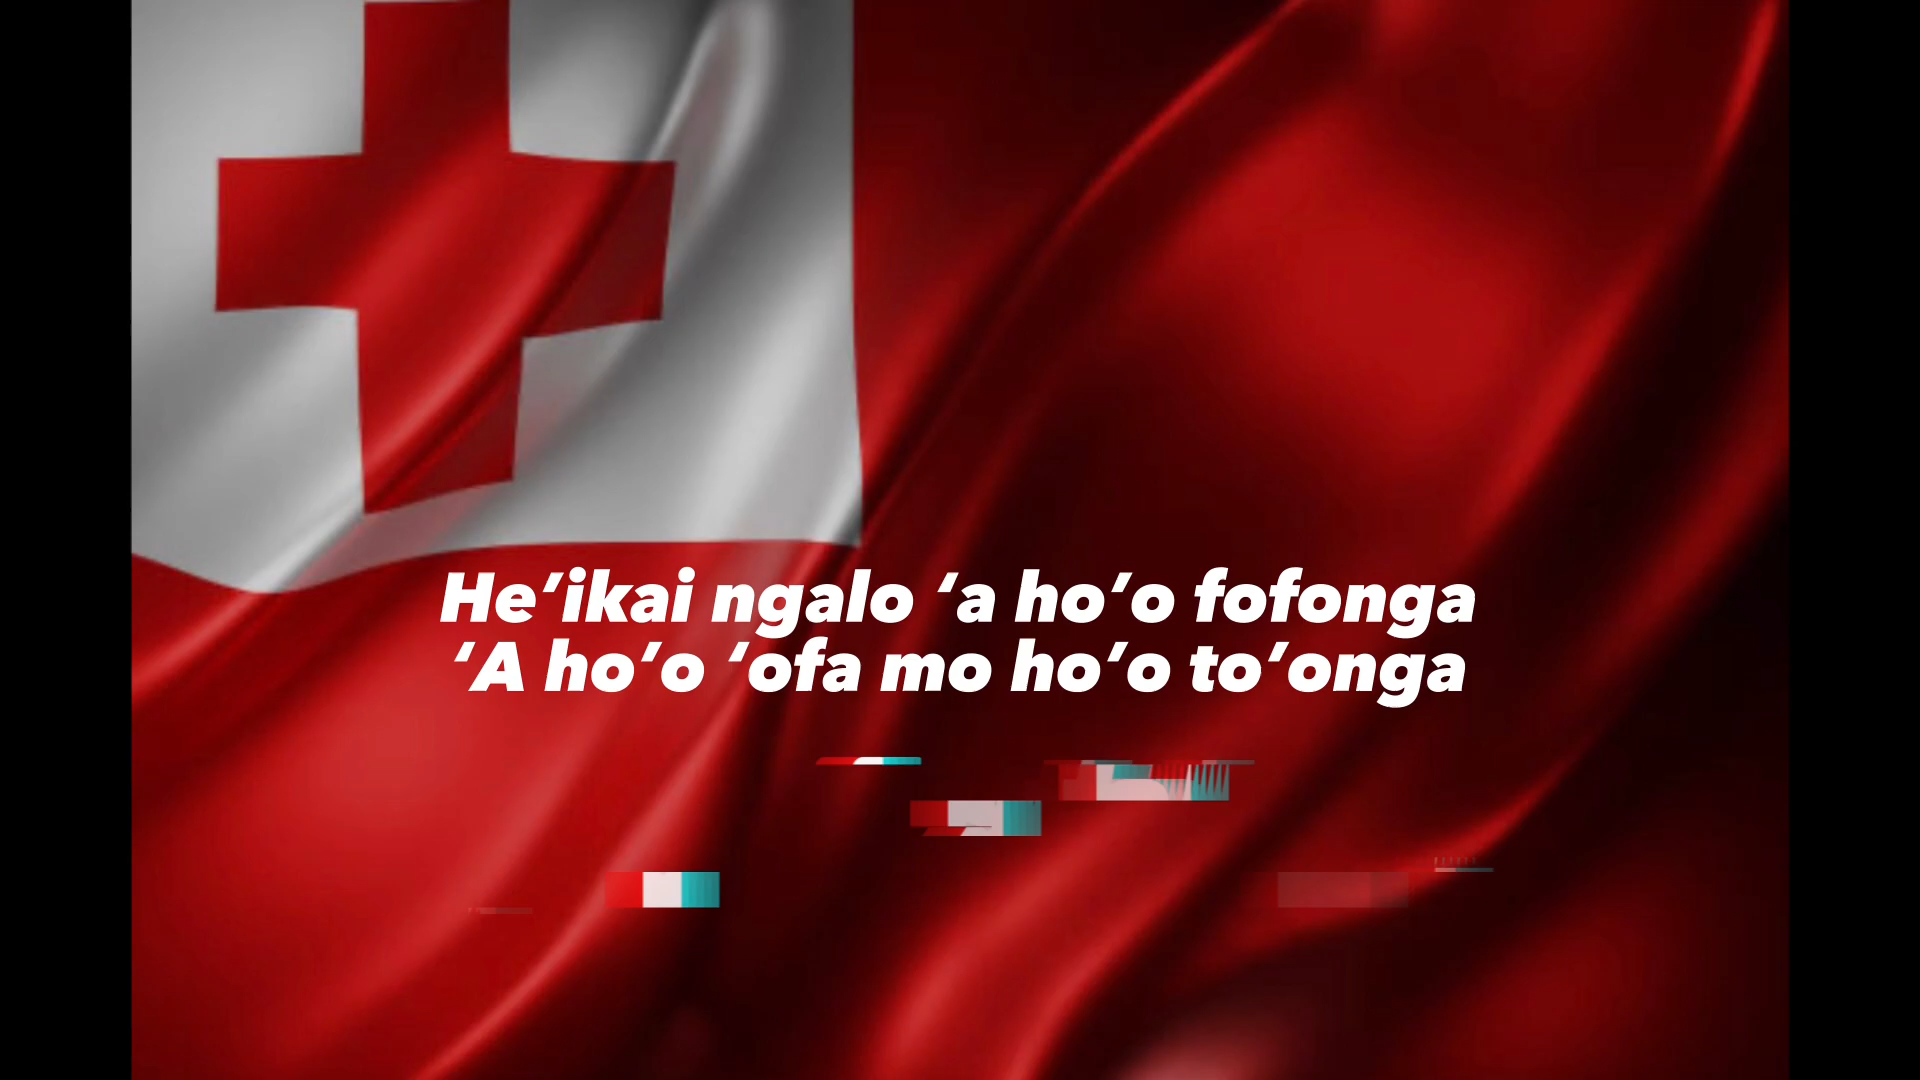 He’ikai ngalo ‘a ho’o fofonga
‘A ho’o ‘ofa mo ho’o to’onga